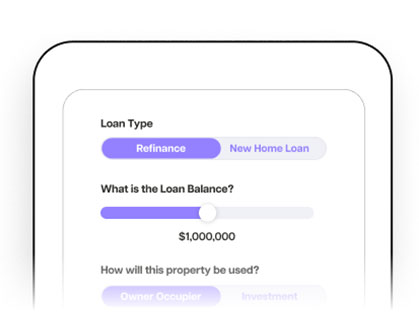 Loan Type
Refinance New Home Loan
What is the Loan Balance?
$1,000,000
How will this property be used?
Owner Occupier Investment